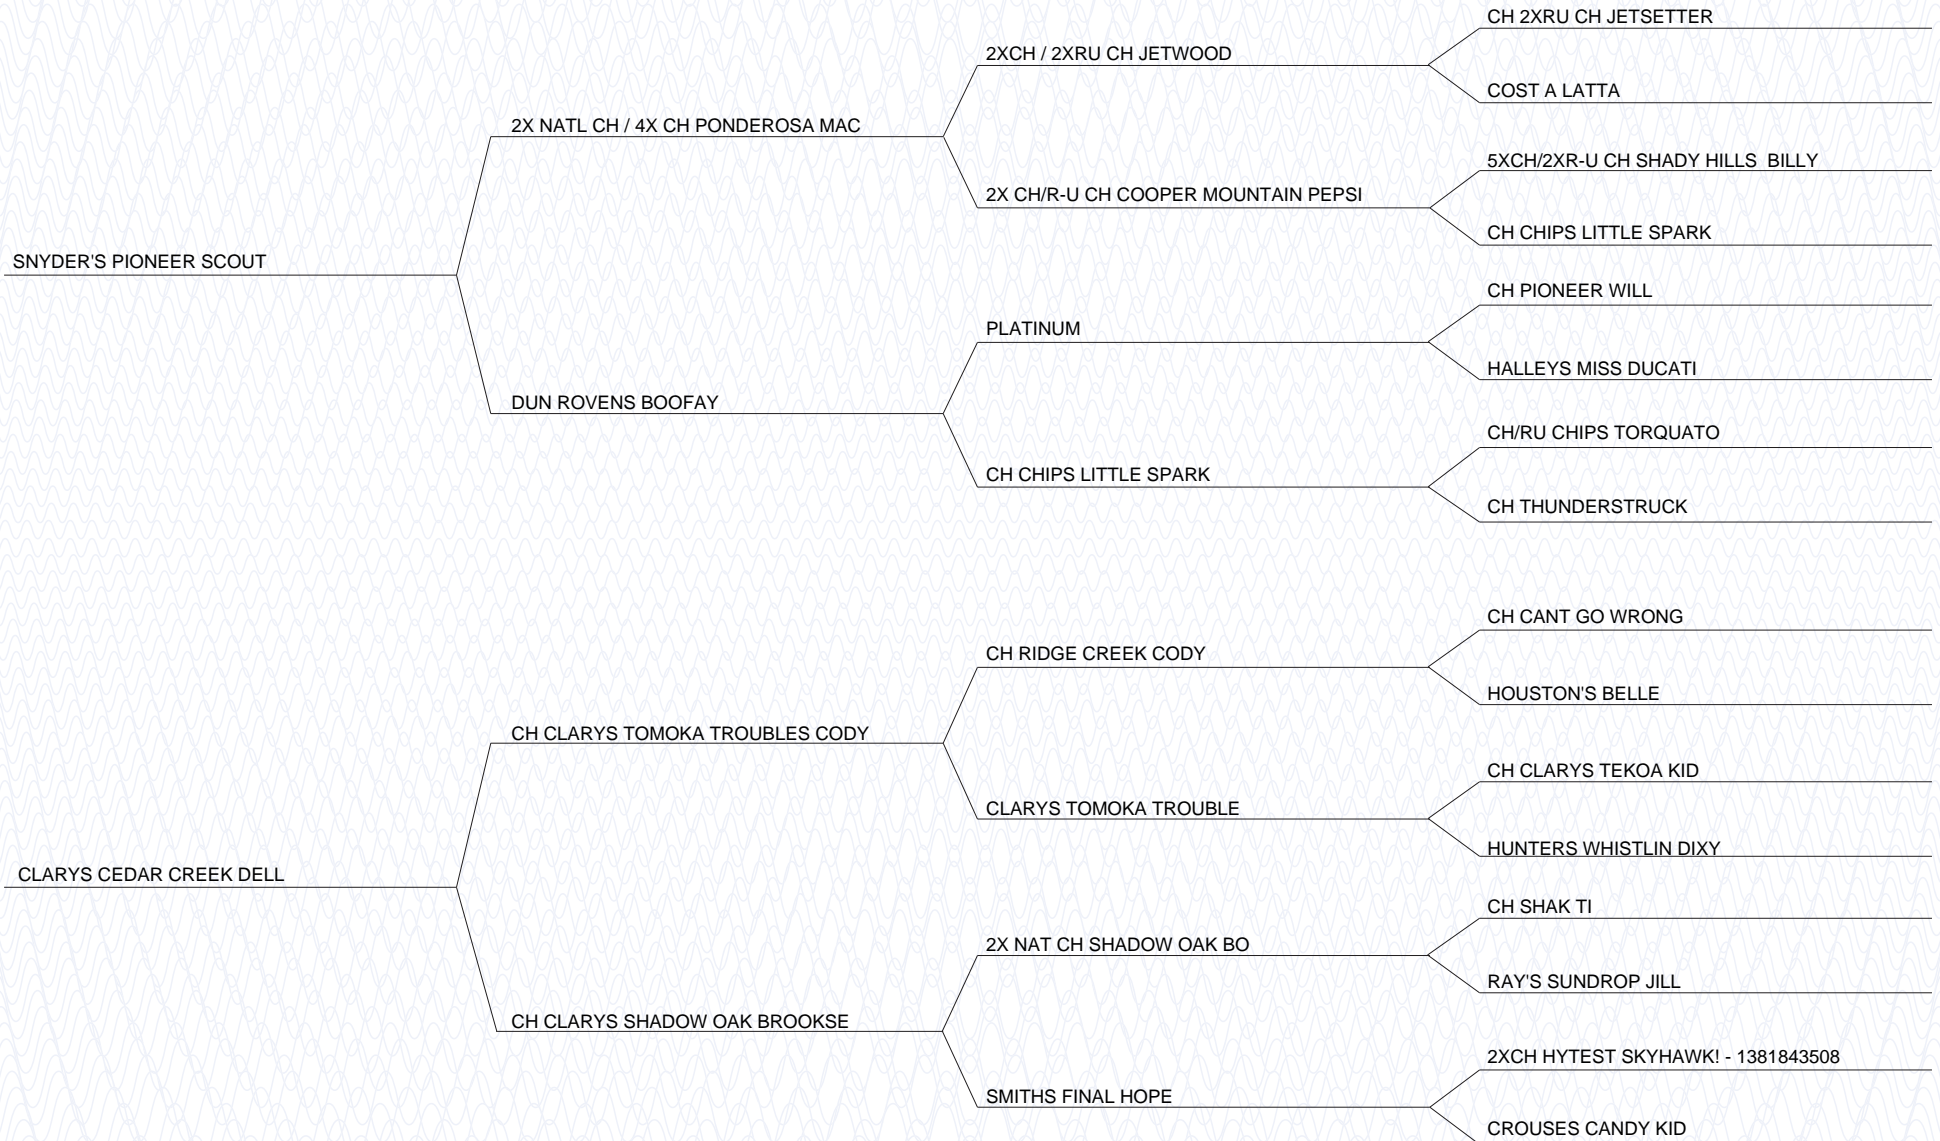 CH 2XRU CH JETSETTER
2XCH / 2XRU CH JETWOOD
COST A LATTA
2X NATL CH / 4X CH PONDEROSA MAC
5XCH/2XR-U CH SHADY HILLS  BILLY
2X CH/R-U CH COOPER MOUNTAIN PEPSI
CH CHIPS LITTLE SPARK
SNYDER'S PIONEER SCOUT
CH PIONEER WILL
PLATINUM
HALLEYS MISS DUCATI
DUN ROVENS BOOFAY
CH/RU CHIPS TORQUATO
CH CHIPS LITTLE SPARK
CH THUNDERSTRUCK
CH CANT GO WRONG
CH RIDGE CREEK CODY
HOUSTON'S BELLE
CH CLARYS TOMOKA TROUBLES CODY
CH CLARYS TEKOA KID
CLARYS TOMOKA TROUBLE
HUNTERS WHISTLIN DIXY
CLARYS CEDAR CREEK DELL
CH SHAK TI
2X NAT CH SHADOW OAK BO
RAY'S SUNDROP JILL
CH CLARYS SHADOW OAK BROOKSE
2XCH HYTEST SKYHAWK! - 1381843508
SMITHS FINAL HOPE
CROUSES CANDY KID